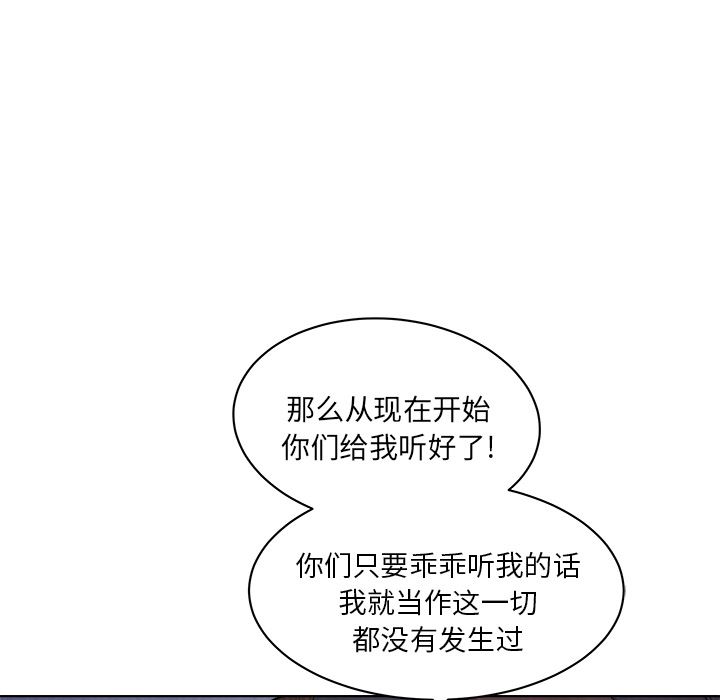 那么从现在开始
你们给我听好了!
你们只要乖乖听我的话
我就当作这一切
都没有发生过